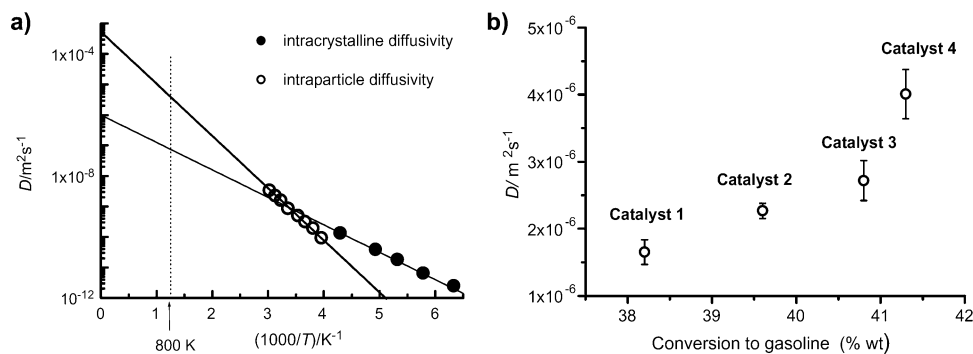 a)
intracrystalline diffusivity
intraparticle diffusivity
D/m²s⁻¹
1x10⁻⁴
1x10⁻⁸
10⁻¹²
0 1 2 3 4 5 6
800 K
(1000/T)/K⁻¹
b)
D/ m² s⁻¹
5x10⁻⁶
4x10⁻⁶
3x10⁻⁶
2x10⁻⁶
1x10⁻⁶
Catalyst 4
Catalyst 3
Catalyst 2
Catalyst 1
38 39 40 41 42
Conversion to gasoline (% wt)